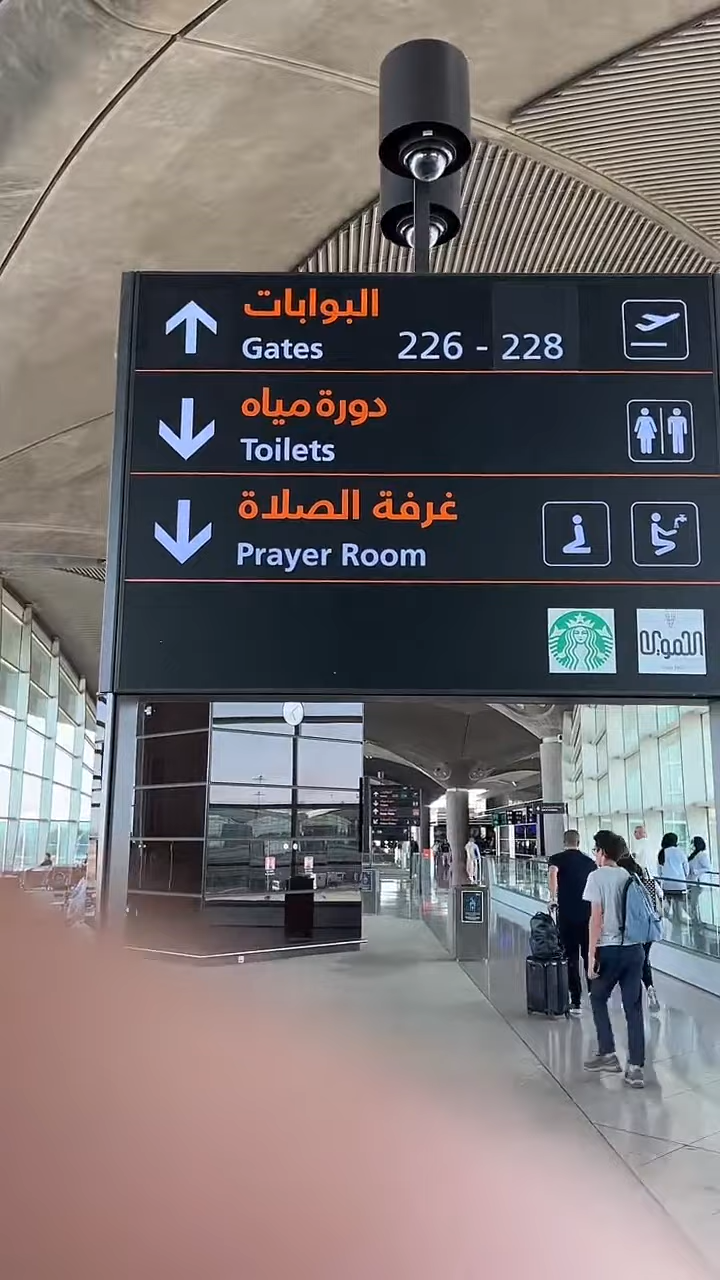 البوابات
Gates 226 - 228
دورة مياه
Toilets
غرفة الصلاة
Prayer Room